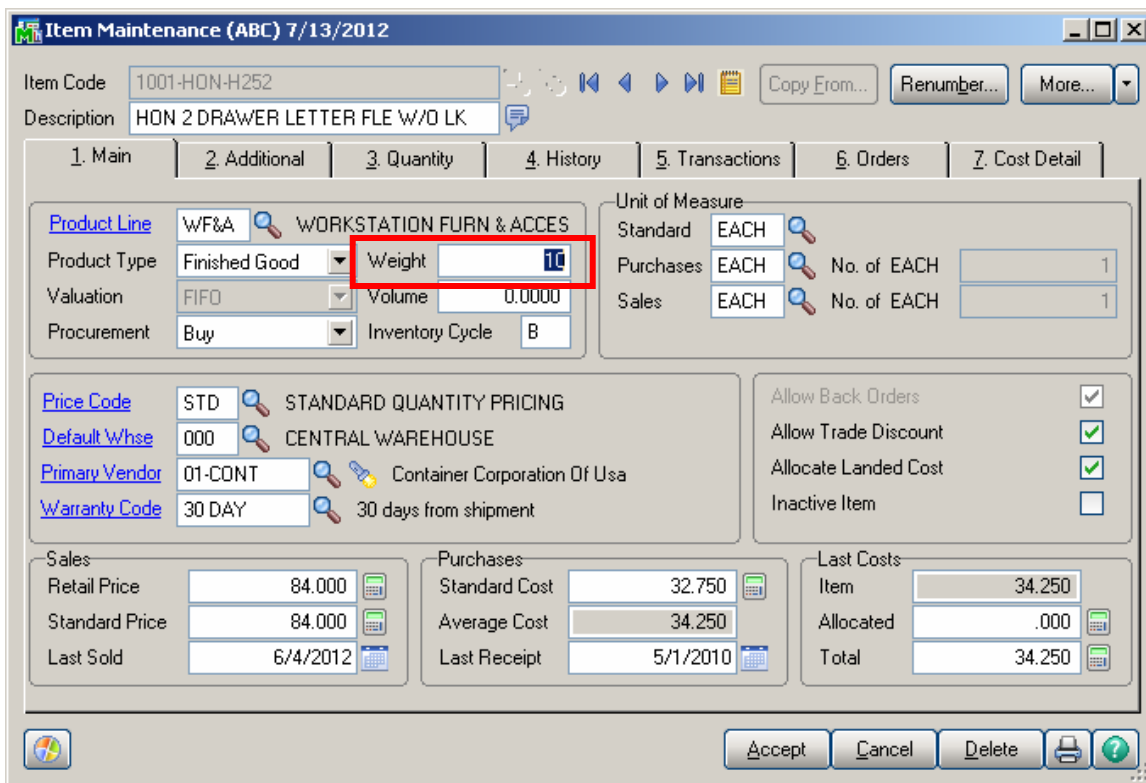 Item Maintenance (ABC) 7/13/2012
Item Code 1001-HON-H252 Copy From... Renumber... More...
Description HON 2 DRAWER LETTER FLE W/O LK
1. Main 2. Additional 3. Quantity 4. History 5. Transactions 6. Orders 7. Cost Detail
Product Line WF&A WORKSTATION FURN & ACCES
Product Type Finished Good Weight 10
Valuation FIFO Volume 0.0000
Procurement Buy Inventory Cycle B
Unit of Measure
Standard EACH
Purchases EACH No. of EACH 1
Sales EACH No. of EACH 1
Price Code STD STANDARD QUANTITY PRICING
Default Whse 000 CENTRAL WAREHOUSE
Primary Vendor 01-CONT Container Corporation Of Usa
Warranty Code 30 DAY 30 days from shipment
Allow Back Orders
Allow Trade Discount
Allocate Landed Cost
Inactive Item
Sales
Retail Price 84.000
Standard Price 84.000
Last Sold 6/4/2012
Purchases
Standard Cost 32.750
Average Cost 34.250
Last Receipt 5/1/2010
Last Costs
Item 34.250
Allocated .000
Total 34.250
Accept Cancel Delete